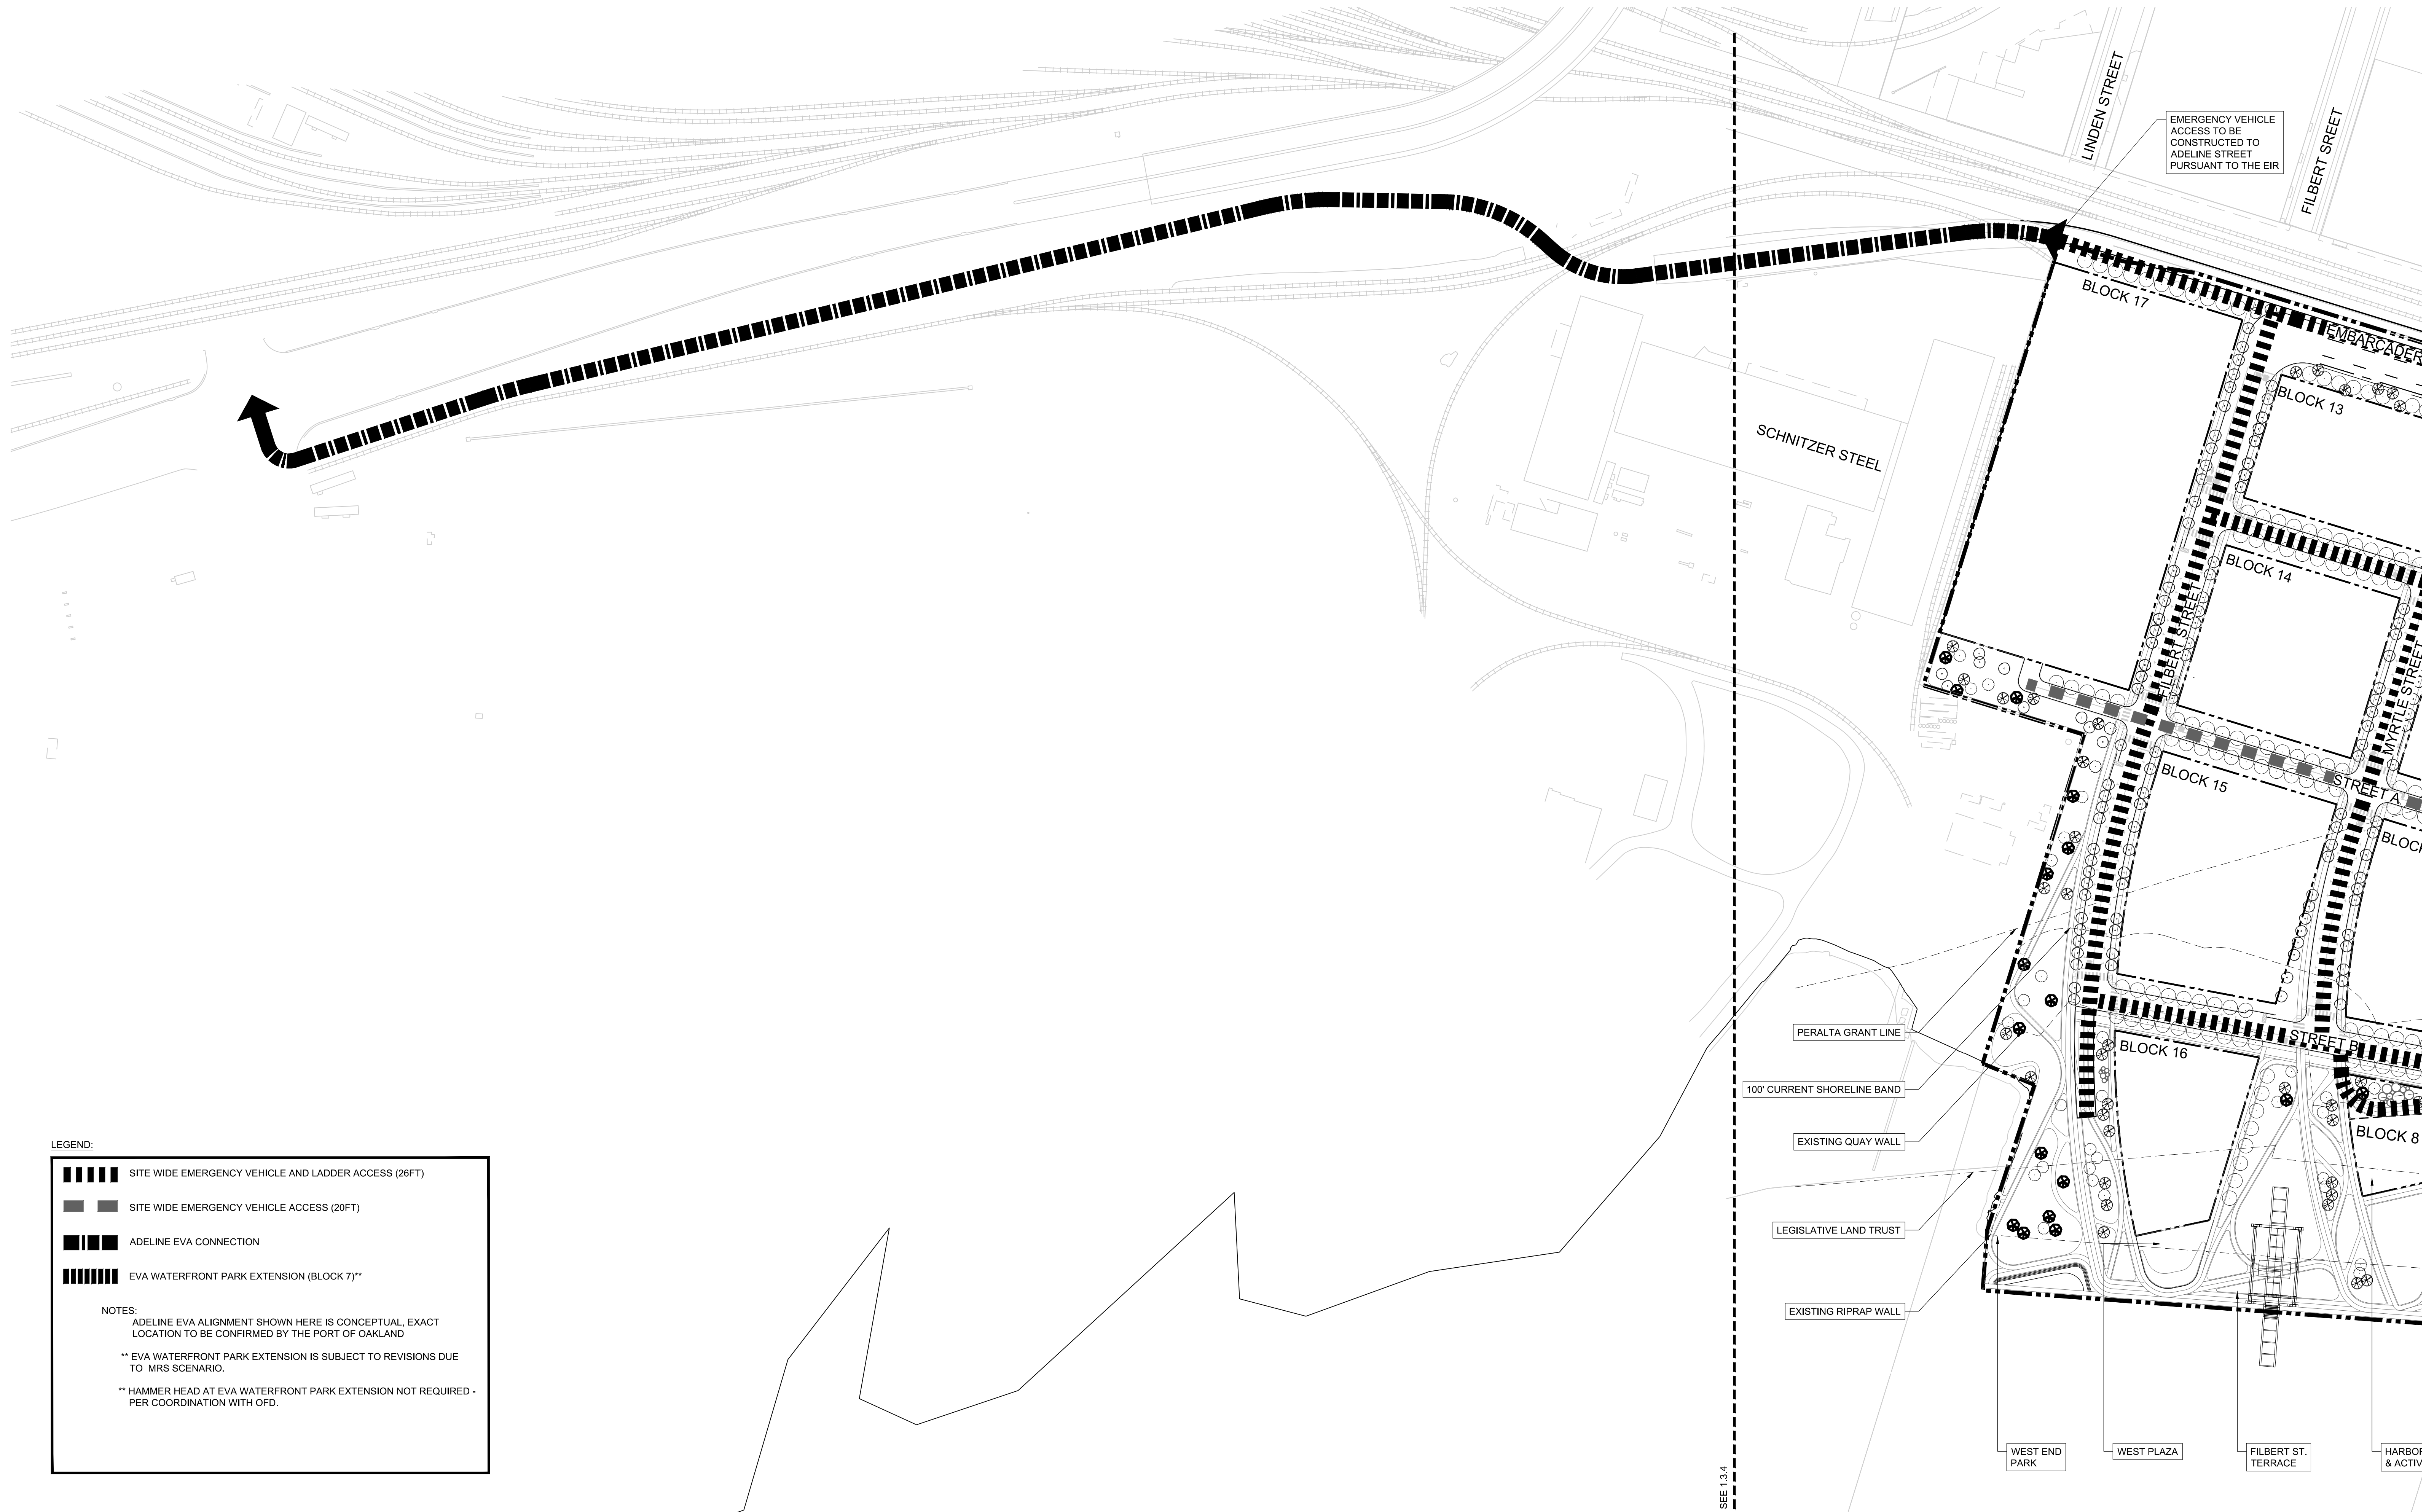 LINDEN STREET
FILBERT SREET
EMERGENCY VEHICLE
ACCESS TO BE
CONSTRUCTED TO
ADELINE STREET
PURSUANT TO THE EIR
BLOCK 17
EMBARCADER
BLOCK 13
SCHNITZER STEEL
BLOCK 14
FILBERT STREET
MYRTLE STREET
BLOCK 15
STREET A
BLOC
PERALTA GRANT LINE
100' CURRENT SHORELINE BAND
EXISTING QUAY WALL
LEGISLATIVE LAND TRUST
EXISTING RIPRAP WALL
STREET B
BLOCK 16
BLOCK 8
WEST END
PARK
WEST PLAZA
FILBERT ST.
TERRACE
HARBOR
& ACTIV
SEE 1.3.4
LEGEND:
SITE WIDE EMERGENCY VEHICLE AND LADDER ACCESS (26FT)
SITE WIDE EMERGENCY VEHICLE ACCESS (20FT)
ADELINE EVA CONNECTION
EVA WATERFRONT PARK EXTENSION (BLOCK 7)**
NOTES:
ADELINE EVA ALIGNMENT SHOWN HERE IS CONCEPTUAL, EXACT
LOCATION TO BE CONFIRMED BY THE PORT OF OAKLAND
** EVA WATERFRONT PARK EXTENSION IS SUBJECT TO REVISIONS DUE
TO MRS SCENARIO.
** HAMMER HEAD AT EVA WATERFRONT PARK EXTENSION NOT REQUIRED -
PER COORDINATION WITH OFD.